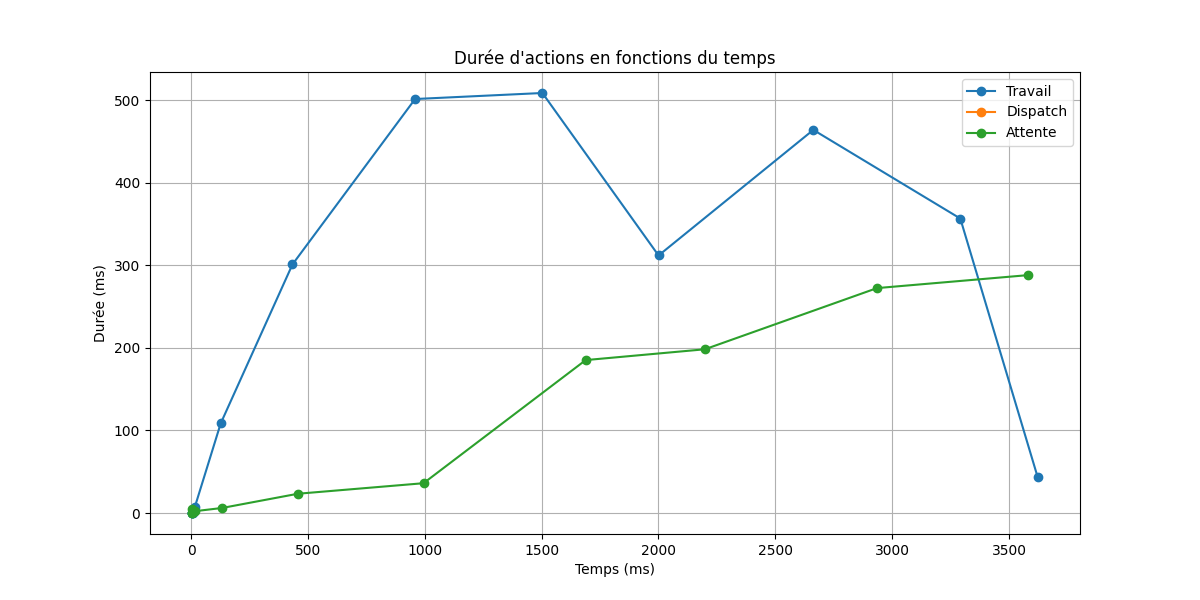 Durée d'actions en fonctions du temps
Travail
Dispatch
Attente
Durée (ms)
500
400
300
200
100
0
0 500 1000 1500 2000 2500 3000 3500
Temps (ms)